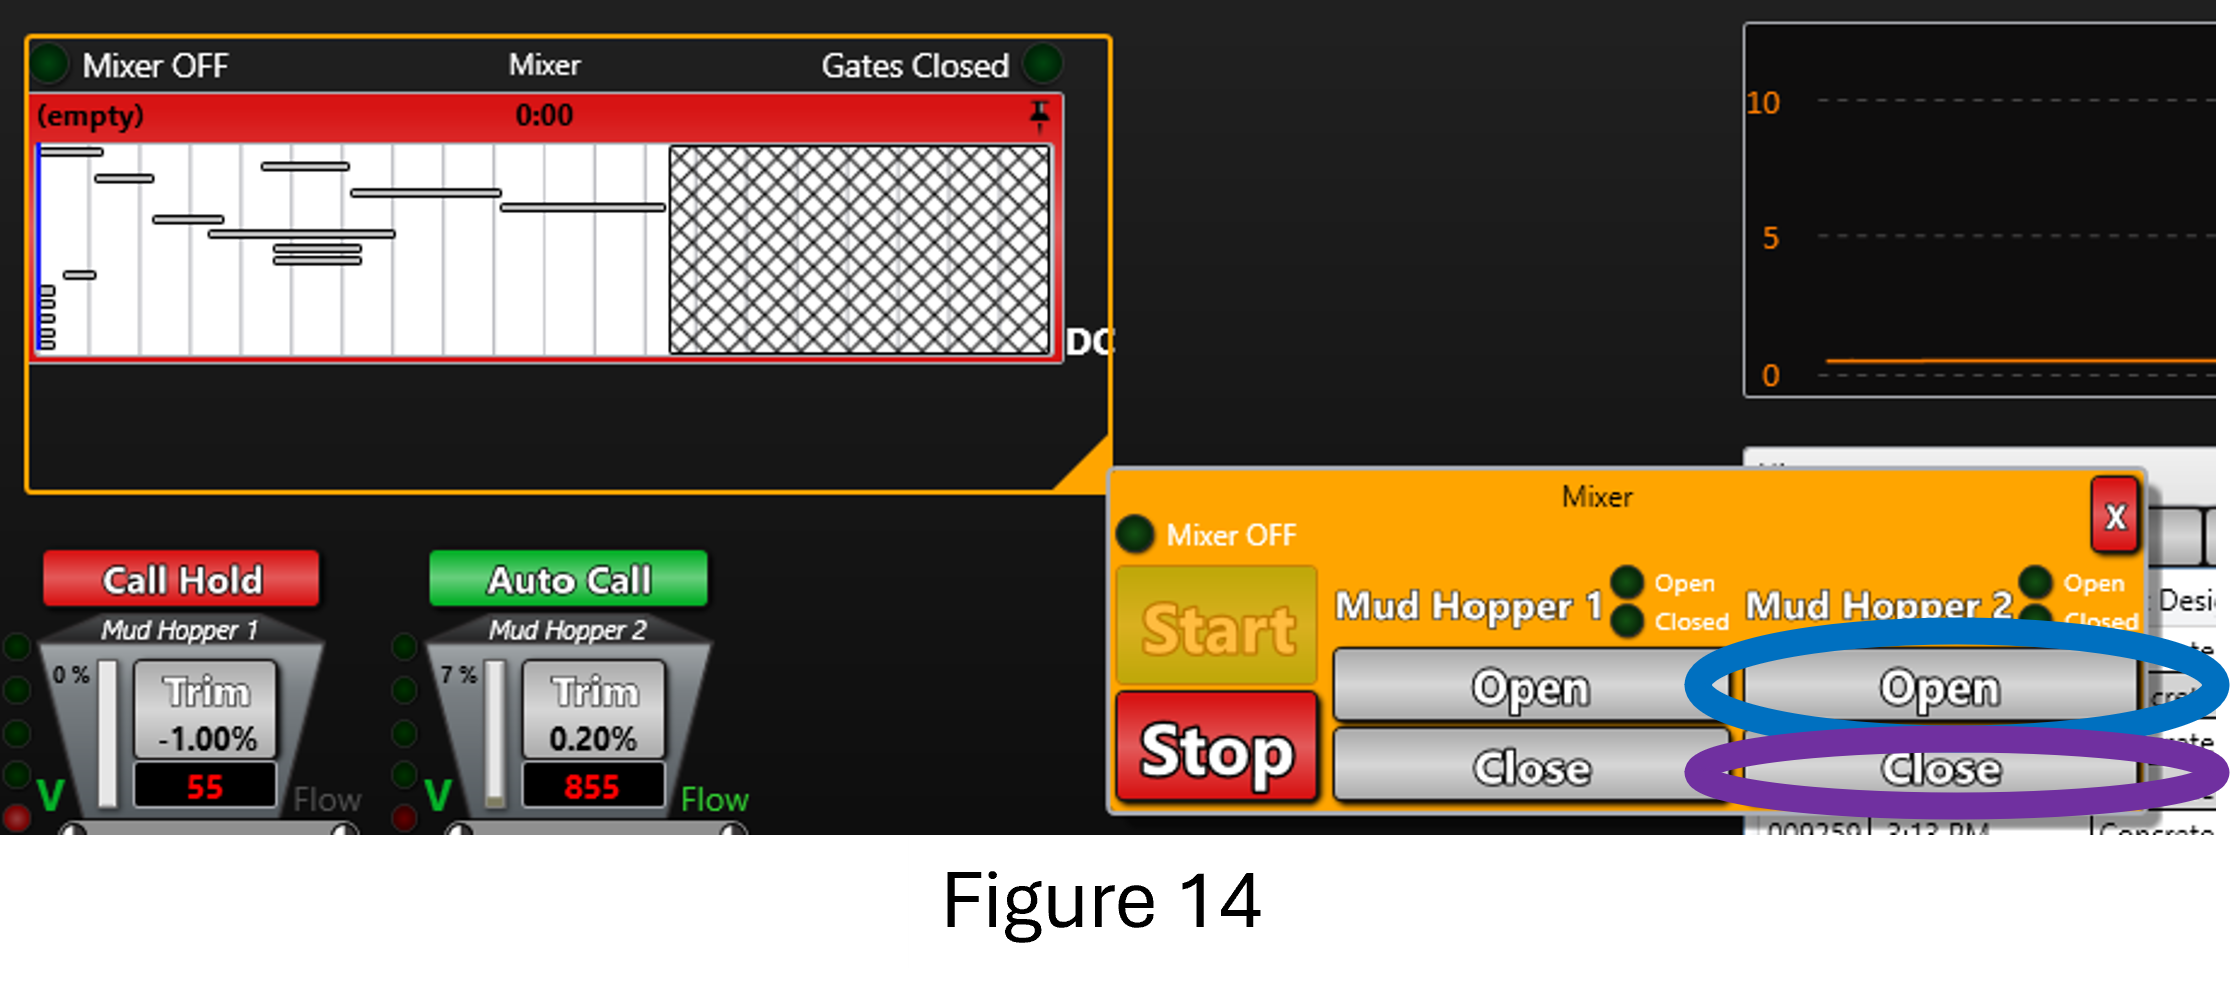 Mixer OFF Mixer Gates Closed
(empty) 0:00
DC
10
5
0
Call Hold
Mud Hopper 1
0 %
Trim
-1.00%
55
V
Flow
Auto Call
Mud Hopper 2
7 %
Trim
0.20%
855
V
Flow
Mixer
X
Mixer OFF
Start
Stop
Mud Hopper 1
Open
Closed
Open
Close
Mud Hopper 2
Open
Closed
Open
Close
Desi
009259 3:13 PM Concrete
Figure 14